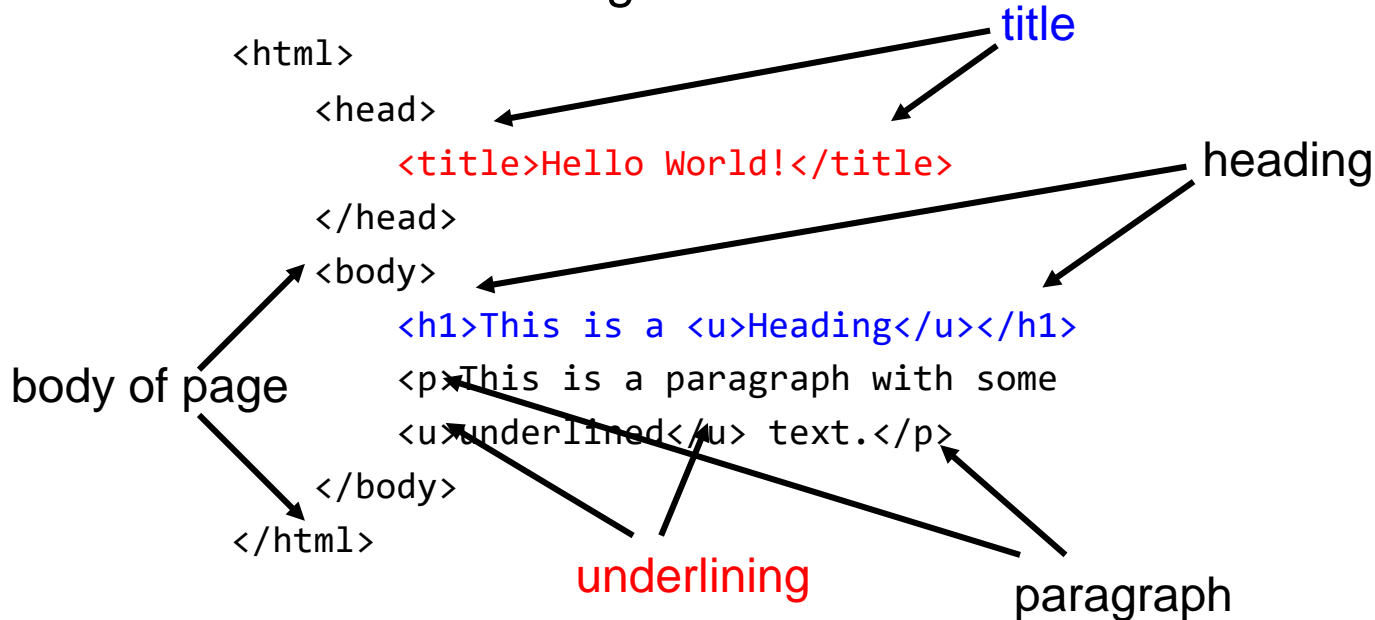 title
<html>
<head>
<title>Hello World!</title>
heading
</head>
<body>
<h1>This is a <u>Heading</u></h1>
body of page
<p>This is a paragraph with some
<u>underlined</u> text.</p>
</body>
</html>
underlining
paragraph